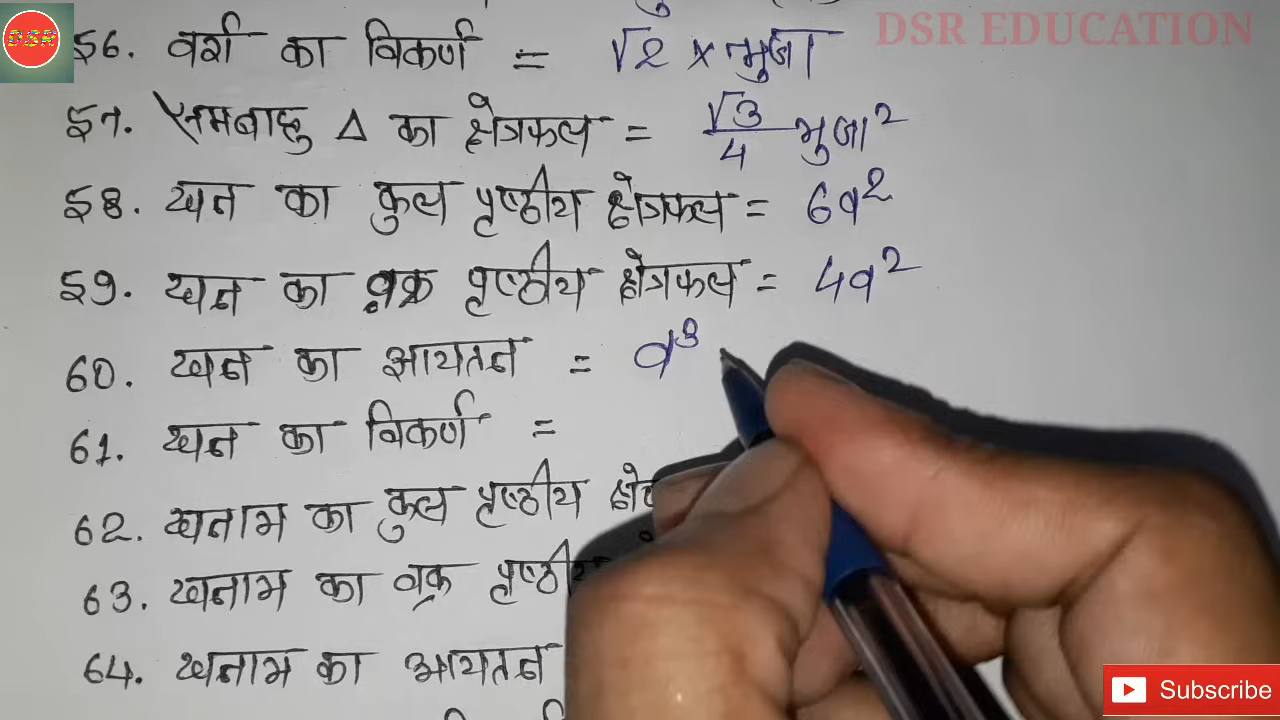 DSR
DSR EDUCATION
56. वर्ग का विकर्ण = √2 × भुजा
57. समबाहु Δ का क्षेत्रफल = √3/4 भुजा²
58. घन का कुल पृष्ठीय क्षेत्रफल = 6a²
59. घन का वक्र पृष्ठीय क्षेत्रफल = 4a²
60. घन का आयतन = a³
61. घन का विकर्ण =
62. घनाभ का कुल पृष्ठीय
63. घनाभ का वक्र पृष्ठीय
64. घनाभ का आयतन
Subscribe